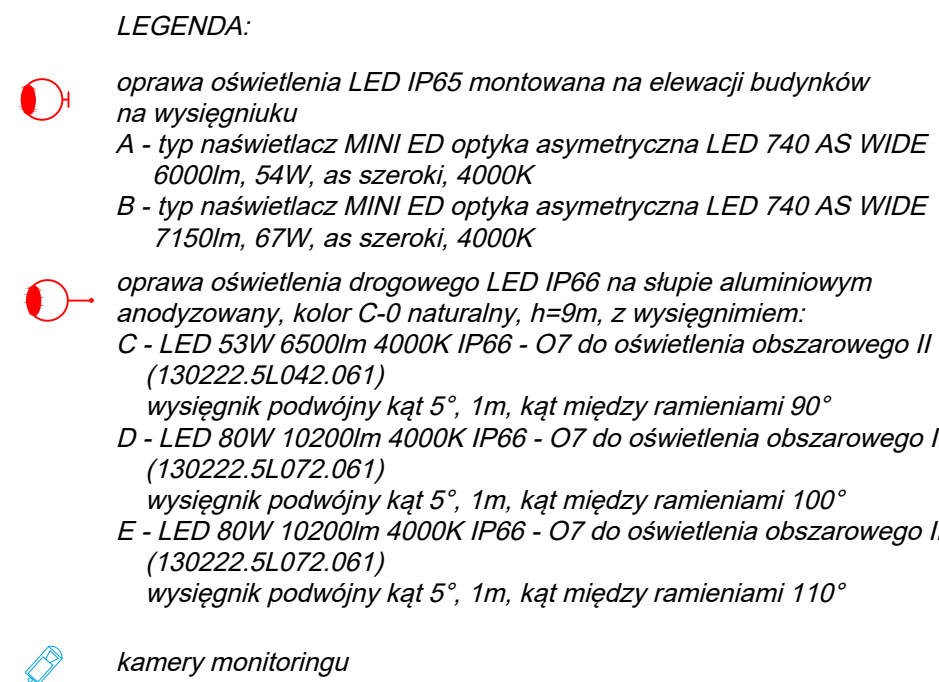 LEGENDA:
oprawa oświetlenia LED IP65 montowana na elewacji budynków
na wysięgniuku
A - typ naświetlacz MINI ED optyka asymetryczna LED 740 AS WIDE
6000lm, 54W, as szeroki, 4000K
B - typ naświetlacz MINI ED optyka asymetryczna LED 740 AS WIDE
7150lm, 67W, as szeroki, 4000K
oprawa oświetlenia drogowego LED IP66 na słupie aluminiowym
anodyzowany, kolor C-0 naturalny, h=9m, z wysięgnimiem:
C - LED 53W 6500lm 4000K IP66 - O7 do oświetlenia obszarowego II
(130222.5L042.061)
wysięgnik podwójny kąt 5°, 1m, kąt między ramieniami 90°
D - LED 80W 10200lm 4000K IP66 - O7 do oświetlenia obszarowego
(130222.5L072.061)
wysięgnik podwójny kąt 5°, 1m, kąt między ramieniami 100°
E - LED 80W 10200lm 4000K IP66 - O7 do oświetlenia obszarowego
(130222.5L072.061)
wysięgnik podwójny kąt 5°, 1m, kąt między ramieniami 110°
kamery monitoringu